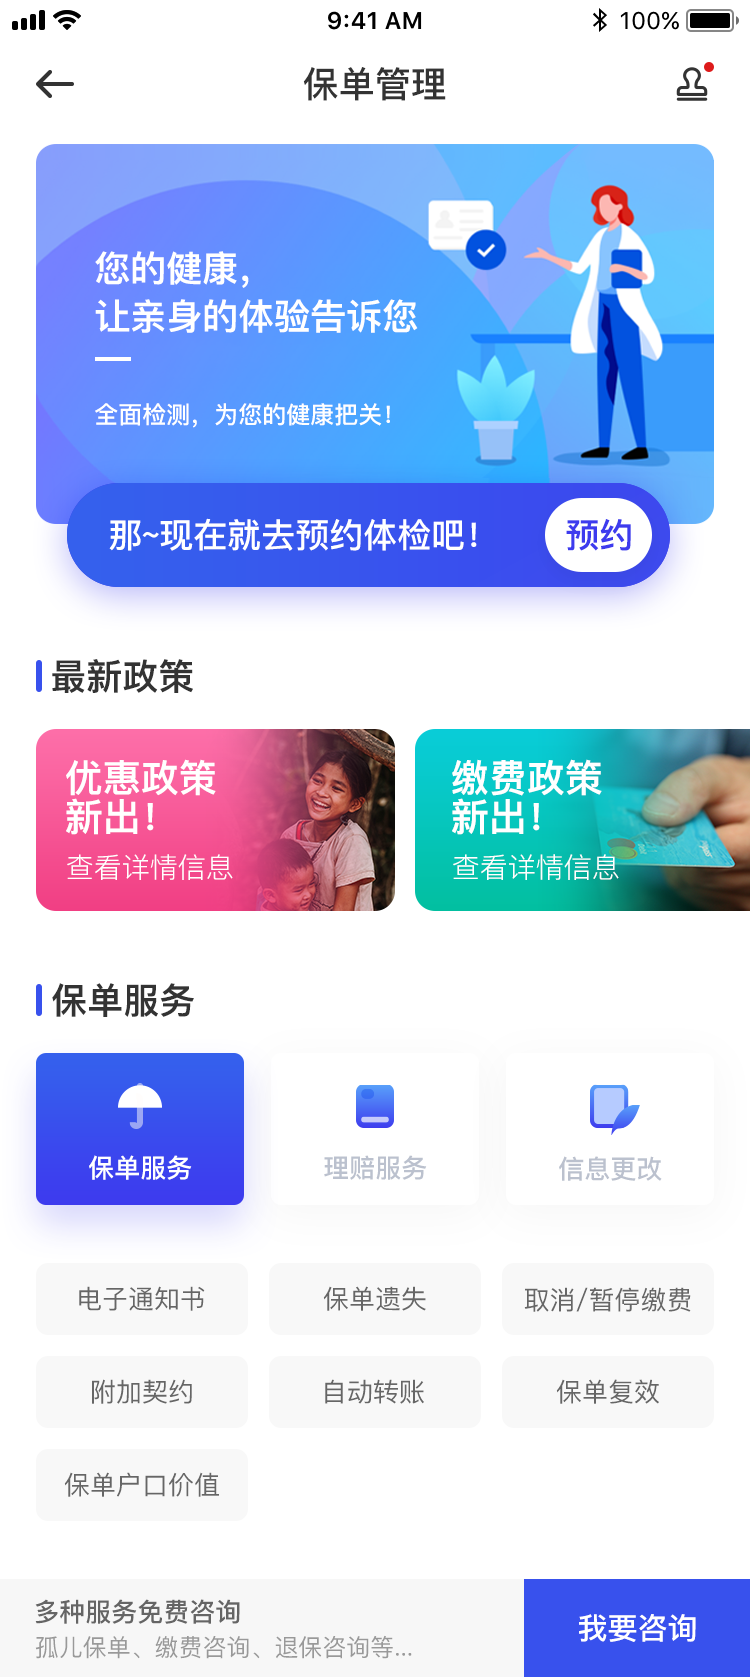 9:41 AM
100%
保单管理
您的健康,
让亲身的体验告诉您
全面检测，为您的健康把关！
那~现在就去预约体检吧！
预约
最新政策
优惠政策
新出！
查看详情信息
缴费政策
新出！
查看详情信息
保单服务
保单服务
理赔服务
信息更改
电子通知书
保单遗失
取消/暂停缴费
附加契约
自动转账
保单复效
保单户口价值
多种服务免费咨询
孤儿保单、缴费咨询、退保咨询等...
我要咨询